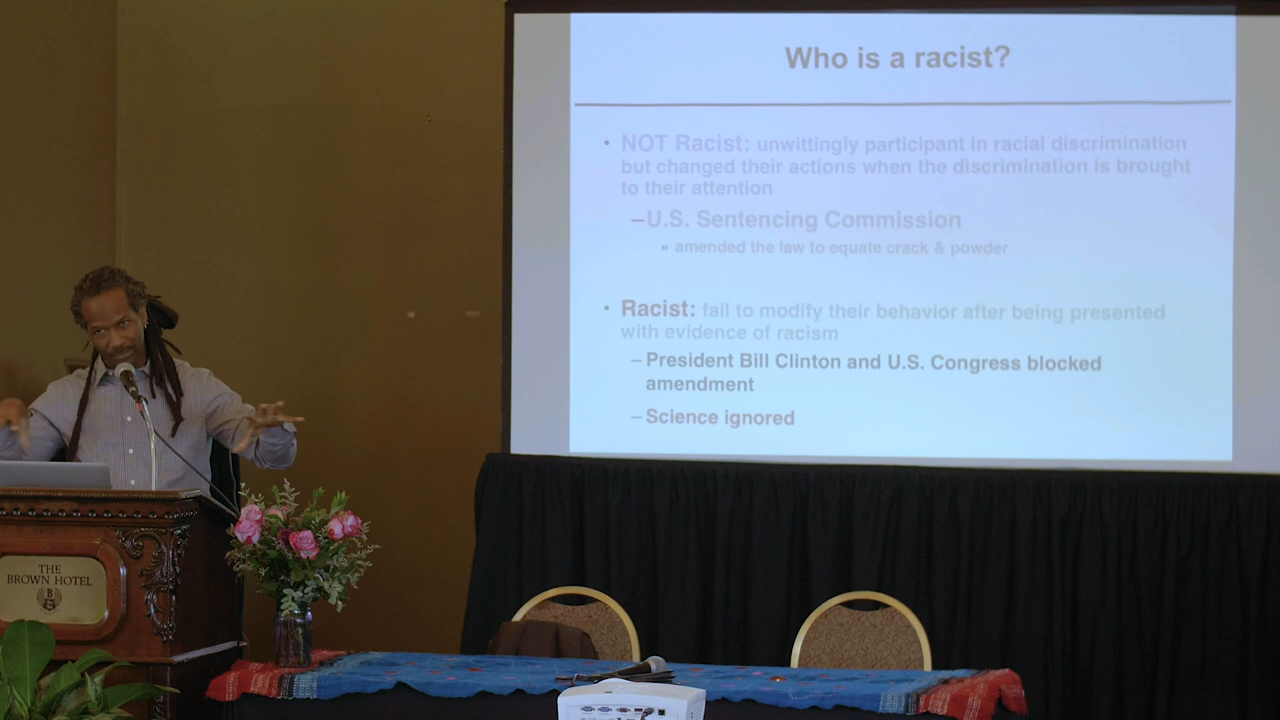 Who is a racist?
• NOT Racist: unwittingly participant in racial discrimination
but changed their actions when the discrimination is brought
to their attention
–U.S. Sentencing Commission
» amended the law to equate crack & powder
• Racist: fail to modify their behavior after being presented
with evidence of racism
– President Bill Clinton and U.S. Congress blocked
amendment
– Science ignored
THE
BROWN HOTEL
B